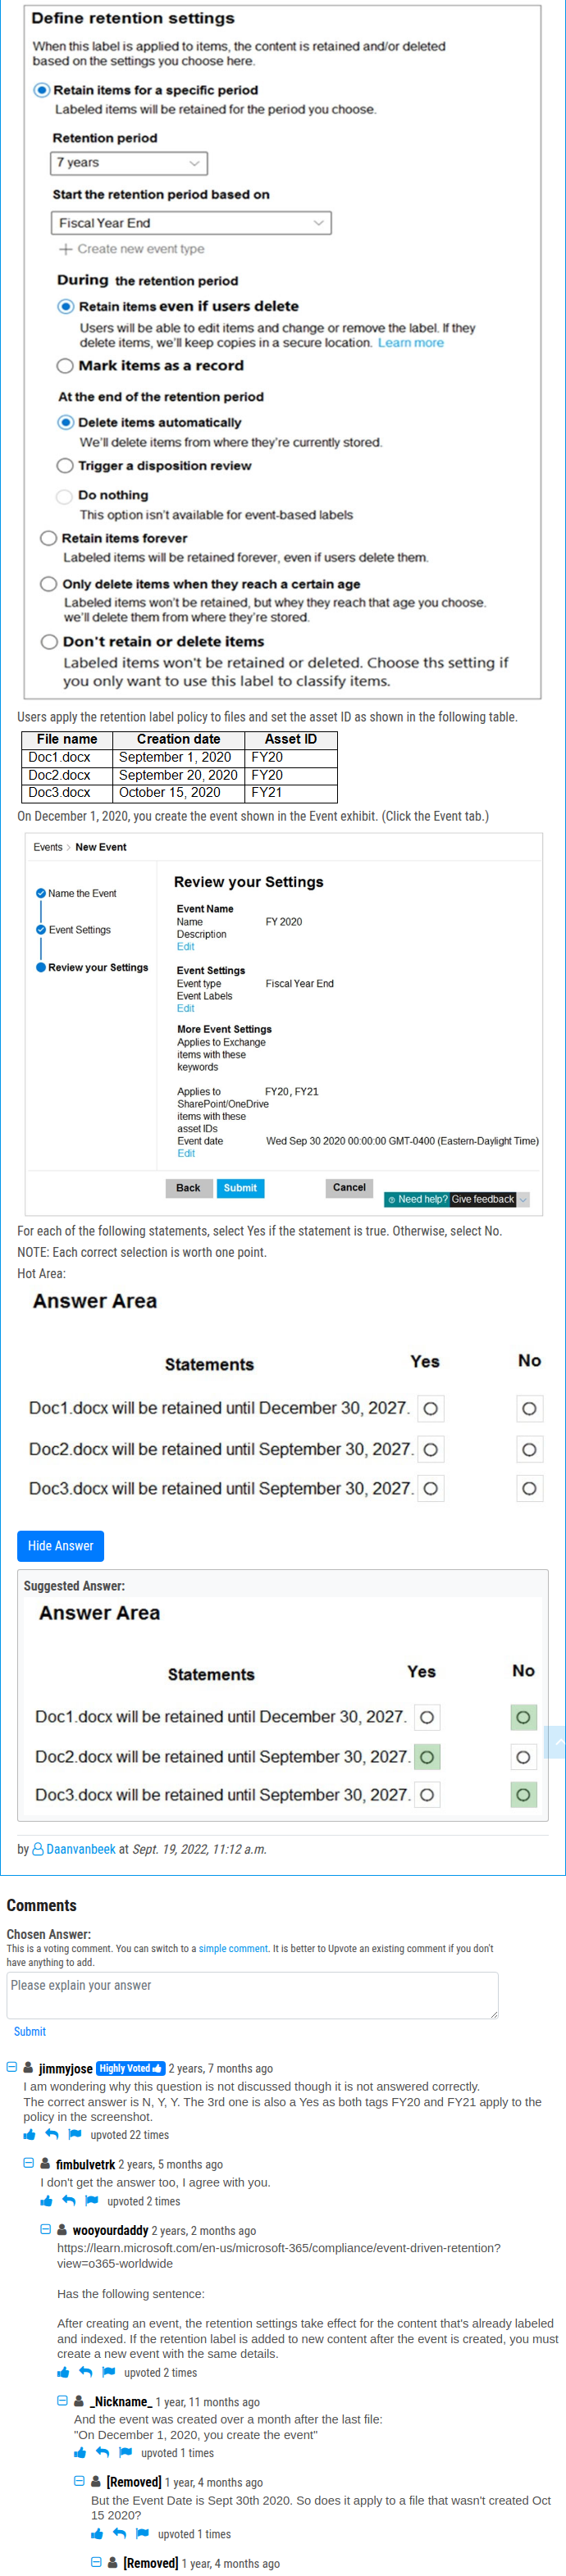 Define retention settings
When this label is applied to items, the content is retained and/or deleted
based on the settings you choose here.
Retain items for a specific period
Labeled items will be retained for the period you choose.
Retention period
7 years
Start the retention period based on
Fiscal Year End
+ Create new event type
During the retention period
Retain items even if users delete
Users will be able to edit items and change or remove the label. If they
delete items, we'll keep copies in a secure location. Learn more
Mark items as a record
At the end of the retention period
Delete items automatically
We'll delete items from where they're currently stored.
Trigger a disposition review
Do nothing
This option isn't available for event-based labels
Retain items forever
Labeled items will be retained forever, even if users delete them.
Only delete items when they reach a certain age
Labeled items won't be retained, but whey they reach that age you choose.
we'll delete them from where they're stored.
Don't retain or delete items
Labeled items won't be retained or deleted. Choose ths setting if
you only want to use this label to classify items.
Users apply the retention label policy to files and set the asset ID as shown in the following table.
File name Creation date Asset ID
Doc1.docx September 1, 2020 FY20
Doc2.docx September 20, 2020 FY20
Doc3.docx October 15, 2020 FY21
On December 1, 2020, you create the event shown in the Event exhibit. (Click the Event tab.)
Events > New Event
Name the Event
Event Settings
Review your Settings
Review your Settings
Event Name
Name FY 2020
Description
Edit
Event Settings
Event type Fiscal Year End
Event Labels
Edit
More Event Settings
Applies to Exchange
items with these
keywords
Applies to FY20, FY21
SharePoint/OneDrive
items with these
asset IDs
Event date Wed Sep 30 2020 00:00:00 GMT-0400 (Eastern-Daylight Time)
Edit
Back Submit Cancel
Need help? Give feedback
For each of the following statements, select Yes if the statement is true. Otherwise, select No.
NOTE: Each correct selection is worth one point.
Hot Area:
Answer Area
Statements Yes No
Doc1.docx will be retained until December 30, 2027.
Doc2.docx will be retained until September 30, 2027.
Doc3.docx will be retained until September 30, 2027.
Hide Answer
Suggested Answer:
Answer Area
Statements Yes No
Doc1.docx will be retained until December 30, 2027.
Doc2.docx will be retained until September 30, 2027.
Doc3.docx will be retained until September 30, 2027.
by Daanvanbeek at Sept. 19, 2022, 11:12 a.m.
Comments
Chosen Answer:
This is a voting comment. You can switch to a simple comment. It is better to Upvote an existing comment if you don't
have anything to add.
Please explain your answer
Submit
jimmyjose Highly Voted 2 years, 7 months ago
I am wondering why this question is not discussed though it is not answered correctly.
The correct answer is N, Y, Y. The 3rd one is also a Yes as both tags FY20 and FY21 apply to the
policy in the screenshot.
upvoted 22 times
fimbulvetrk 2 years, 5 months ago
I don't get the answer too, I agree with you.
upvoted 2 times
wooyourdaddy 2 years, 2 months ago
https://learn.microsoft.com/en-us/microsoft-365/compliance/event-driven-retention?
view=o365-worldwide
Has the following sentence:
After creating an event, the retention settings take effect for the content that's already labeled
and indexed. If the retention label is added to new content after the event is created, you must
create a new event with the same details.
upvoted 2 times
_Nickname_ 1 year, 11 months ago
And the event was created over a month after the last file:
"On December 1, 2020, you create the event"
upvoted 1 times
[Removed] 1 year, 4 months ago
But the Event Date is Sept 30th 2020. So does it apply to a file that wasn't created Oct
15 2020?
upvoted 1 times
[Removed] 1 year, 4 months ago